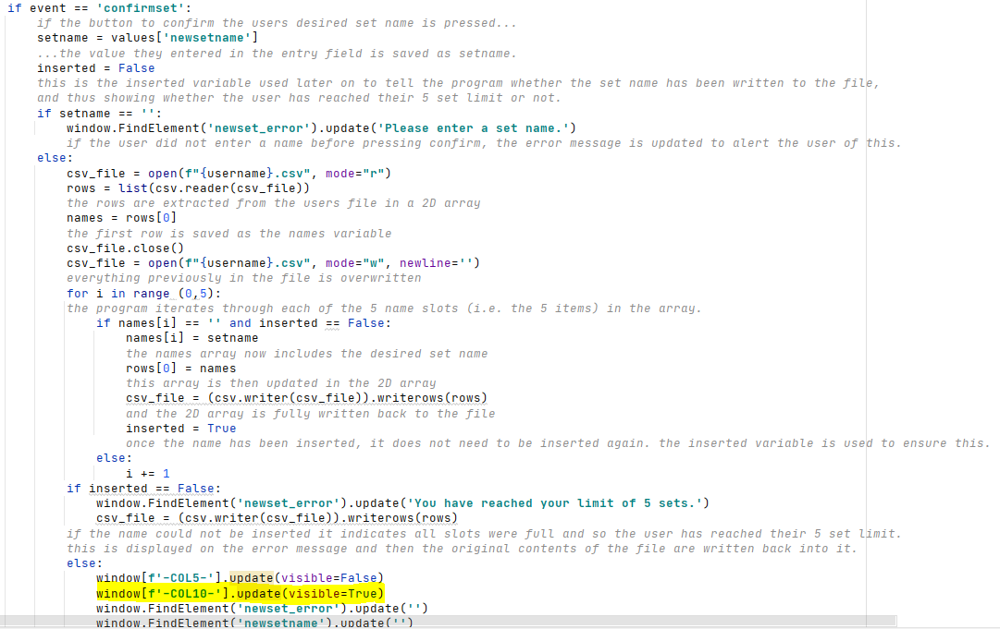 if event == 'confirmset':
if the button to confirm the users desired set name is pressed...
setname = values['newsetname']
...the value they entered in the entry field is saved as setname.
inserted = False
this is the inserted variable used later on to tell the program whether the set name has been written to the file,
and thus showing whether the user has reached their 5 set limit or not.
if setname == '':
window.FindElement('newset_error').update('Please enter a set name.')
if the user did not enter a name before pressing confirm, the error message is updated to alert the user of this.
else:
csv_file = open(f"{username}.csv", mode="r")
rows = list(csv.reader(csv_file))
the rows are extracted from the users file in a 2D array
names = rows[0]
the first row is saved as the names variable
csv_file.close()
csv_file = open(f"{username}.csv", mode="w", newline='')
everything previously in the file is overwritten
for i in range (0,5):
the program iterates through each of the 5 name slots (i.e. the 5 items) in the array.
if names[i] == '' and inserted == False:
names[i] = setname
the names array now includes the desired set name
rows[0] = names
this array is then updated in the 2D array
csv_file = (csv.writer(csv_file)).writerows(rows)
and the 2D array is fully written back to the file
inserted = True
once the name has been inserted, it does not need to be inserted again. the inserted variable is used to ensure this.
else:
i += 1
if inserted == False:
window.FindElement('newset_error').update('You have reached your limit of 5 sets.')
csv_file = (csv.writer(csv_file)).writerows(rows)
if the name could not be inserted it indicates all slots were full and so the user has reached their 5 set limit.
this is displayed on the error message and then the original contents of the file are written back into it.
else:
window[f'-COL5-'].update(visible=False)
window[f'-COL10-'].update(visible=True)
window.FindElement('newset_error').update('')
window.FindElement('newsetname').update('')